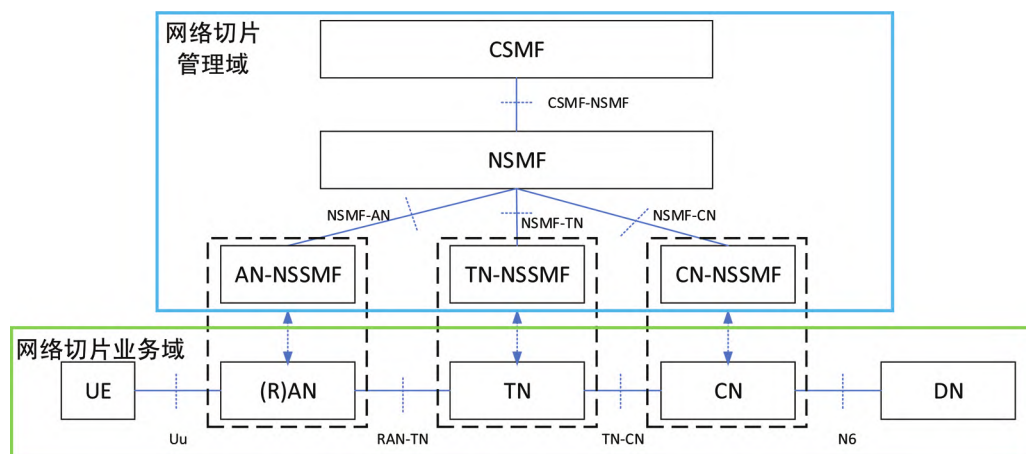 网络切片
管理域
CSMF
CSMF-NSMF
NSMF
NSMF-AN
NSMF-TN
NSMF-CN
AN-NSSMF
TN-NSSMF
CN-NSSMF
网络切片业务域
UE
(R)AN
TN
CN
DN
Uu
RAN-TN
TN-CN
N6